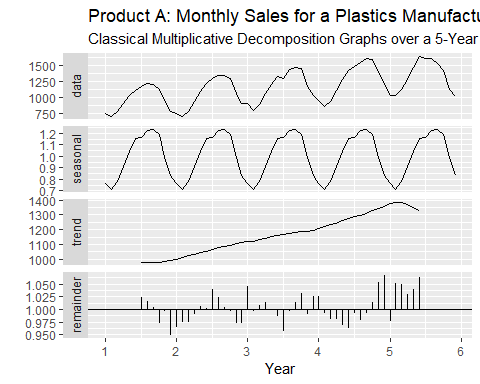 Product A: Monthly Sales for a Plastics Manufactu
Classical Multiplicative Decomposition Graphs over a 5-Year
1500
1250
1000
750
data
1.2
1.1
1.0
0.9
0.8
0.7
seasonal
1400
1300
1200
1100
1000
trend
1.050
1.025
1.000
0.975
0.950
remainder
1 2 3 4 5 6
Year